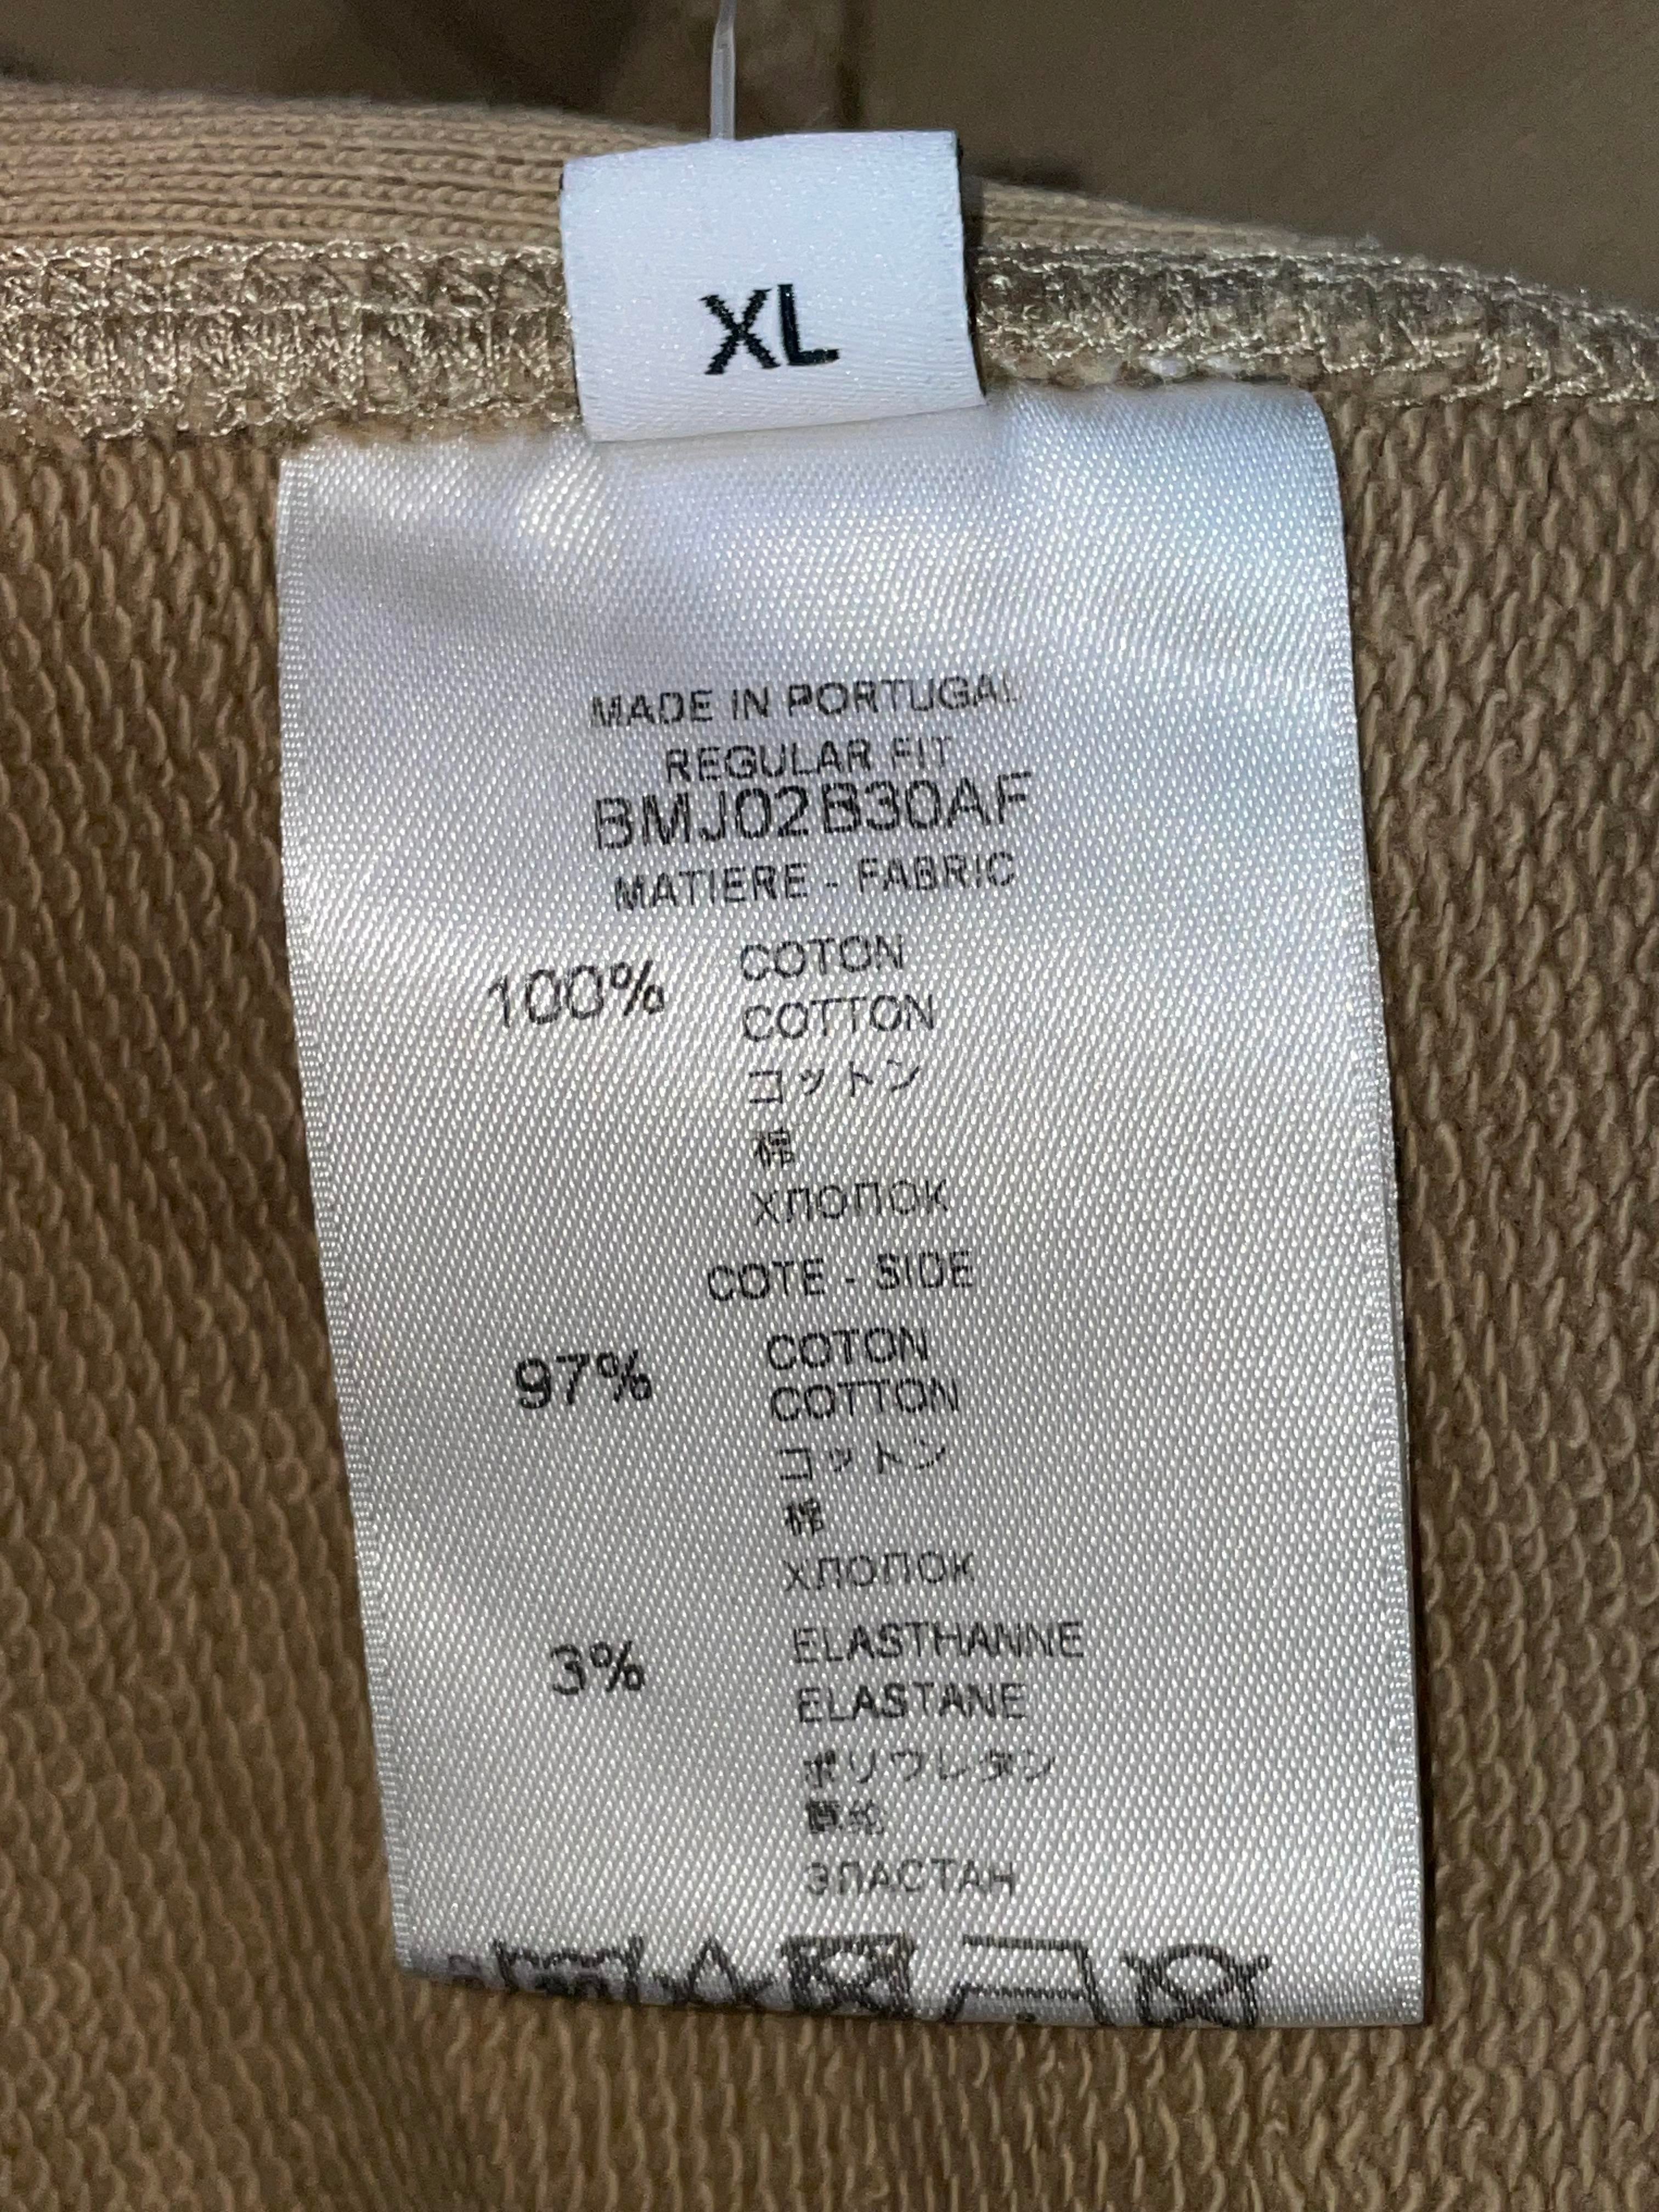 XL
MADE IN PORTUGAL
REGULAR FIT
BMJ02B30AF
MATIERE - FABRIC
100% COTON
COTTON
コットン
棉
ХЛОПОК
COTE - SIDE
97% COTON
COTTON
コットン
棉
ХЛОПОК
3% ELASTHANNE
ELASTANE
ポリウレタン
ЭЛАСТАН